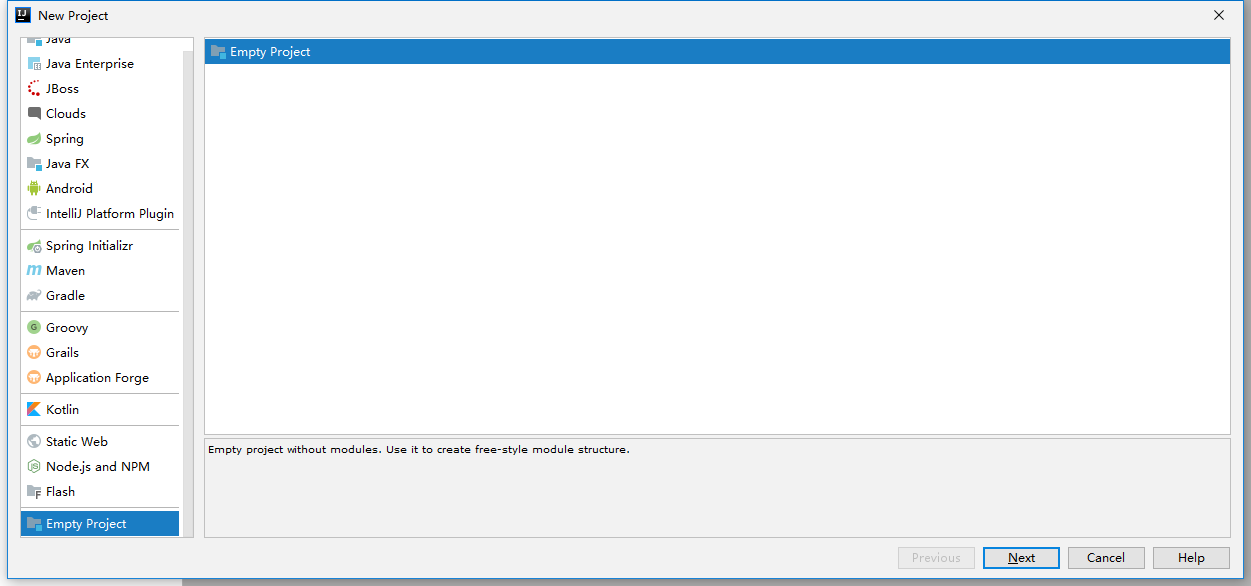 New Project
Java
Java Enterprise
JBoss
Clouds
Spring
Java FX
Android
IntelliJ Platform Plugin
Spring Initializr
Maven
Gradle
Groovy
Grails
Application Forge
Kotlin
Static Web
Node.js and NPM
Flash
Empty Project
Empty Project
Empty project without modules. Use it to create free-style module structure.
Previous
Next
Cancel
Help